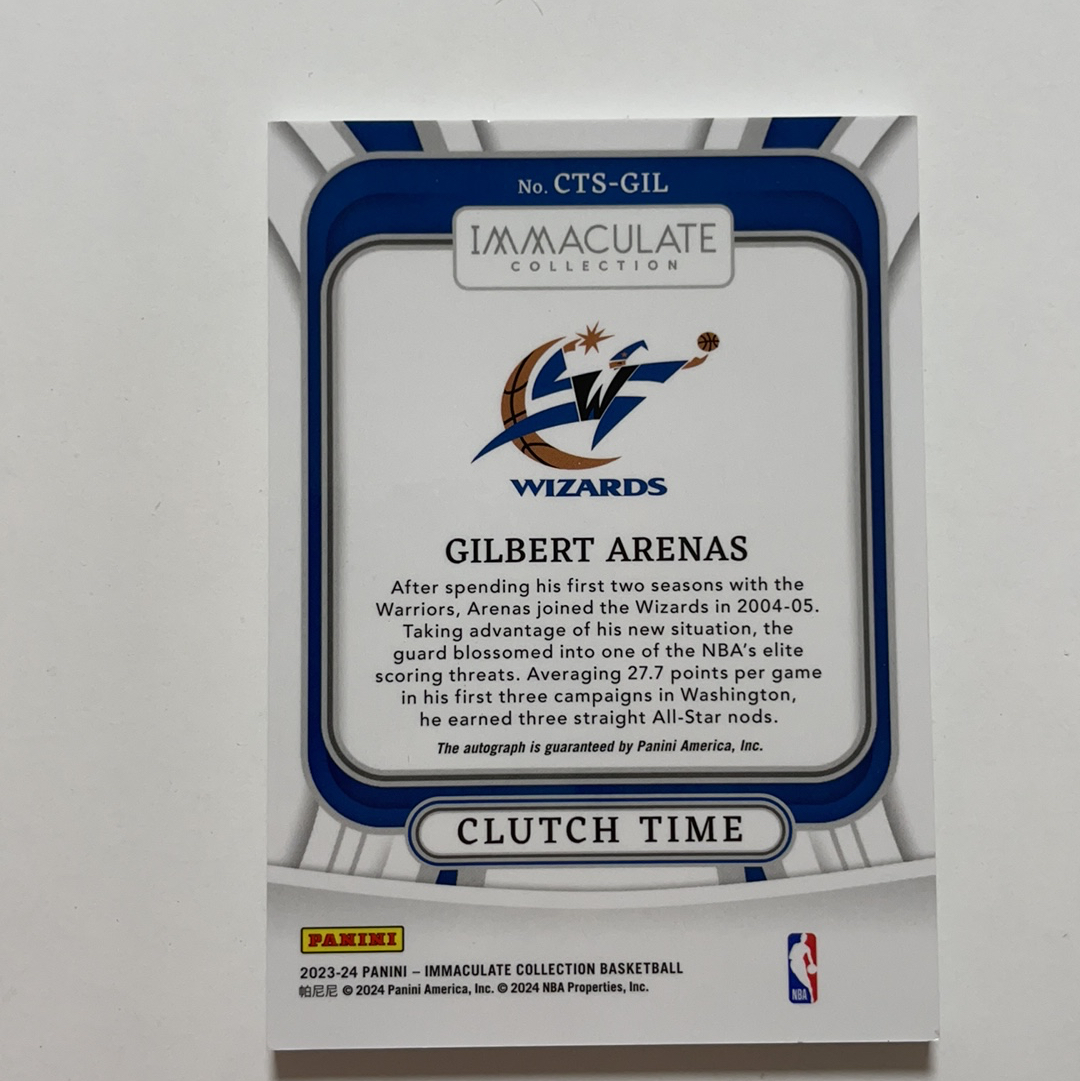 No. CTS-GIL
IMMACULATE
COLLECTION
W
WIZARDS
GILBERT ARENAS
After spending his first two seasons with the
Warriors, Arenas joined the Wizards in 2004-05.
Taking advantage of his new situation, the
guard blossomed into one of the NBA's elite
scoring threats. Averaging 27.7 points per game
in his first three campaigns in Washington,
he earned three straight All-Star nods.
The autograph is guaranteed by Panini America, Inc.
CLUTCH TIME
PANINI
2023-24 PANINI – IMMACULATE COLLECTION BASKETBALL
帕尼尼 © 2024 Panini America, Inc. © 2024 NBA Properties, Inc.
NBA